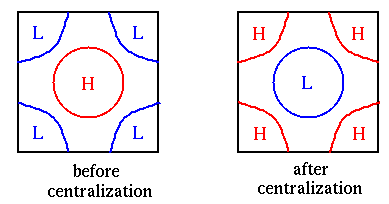 L L
H
L L
before
centralization
H H
L
H H
after
centralization